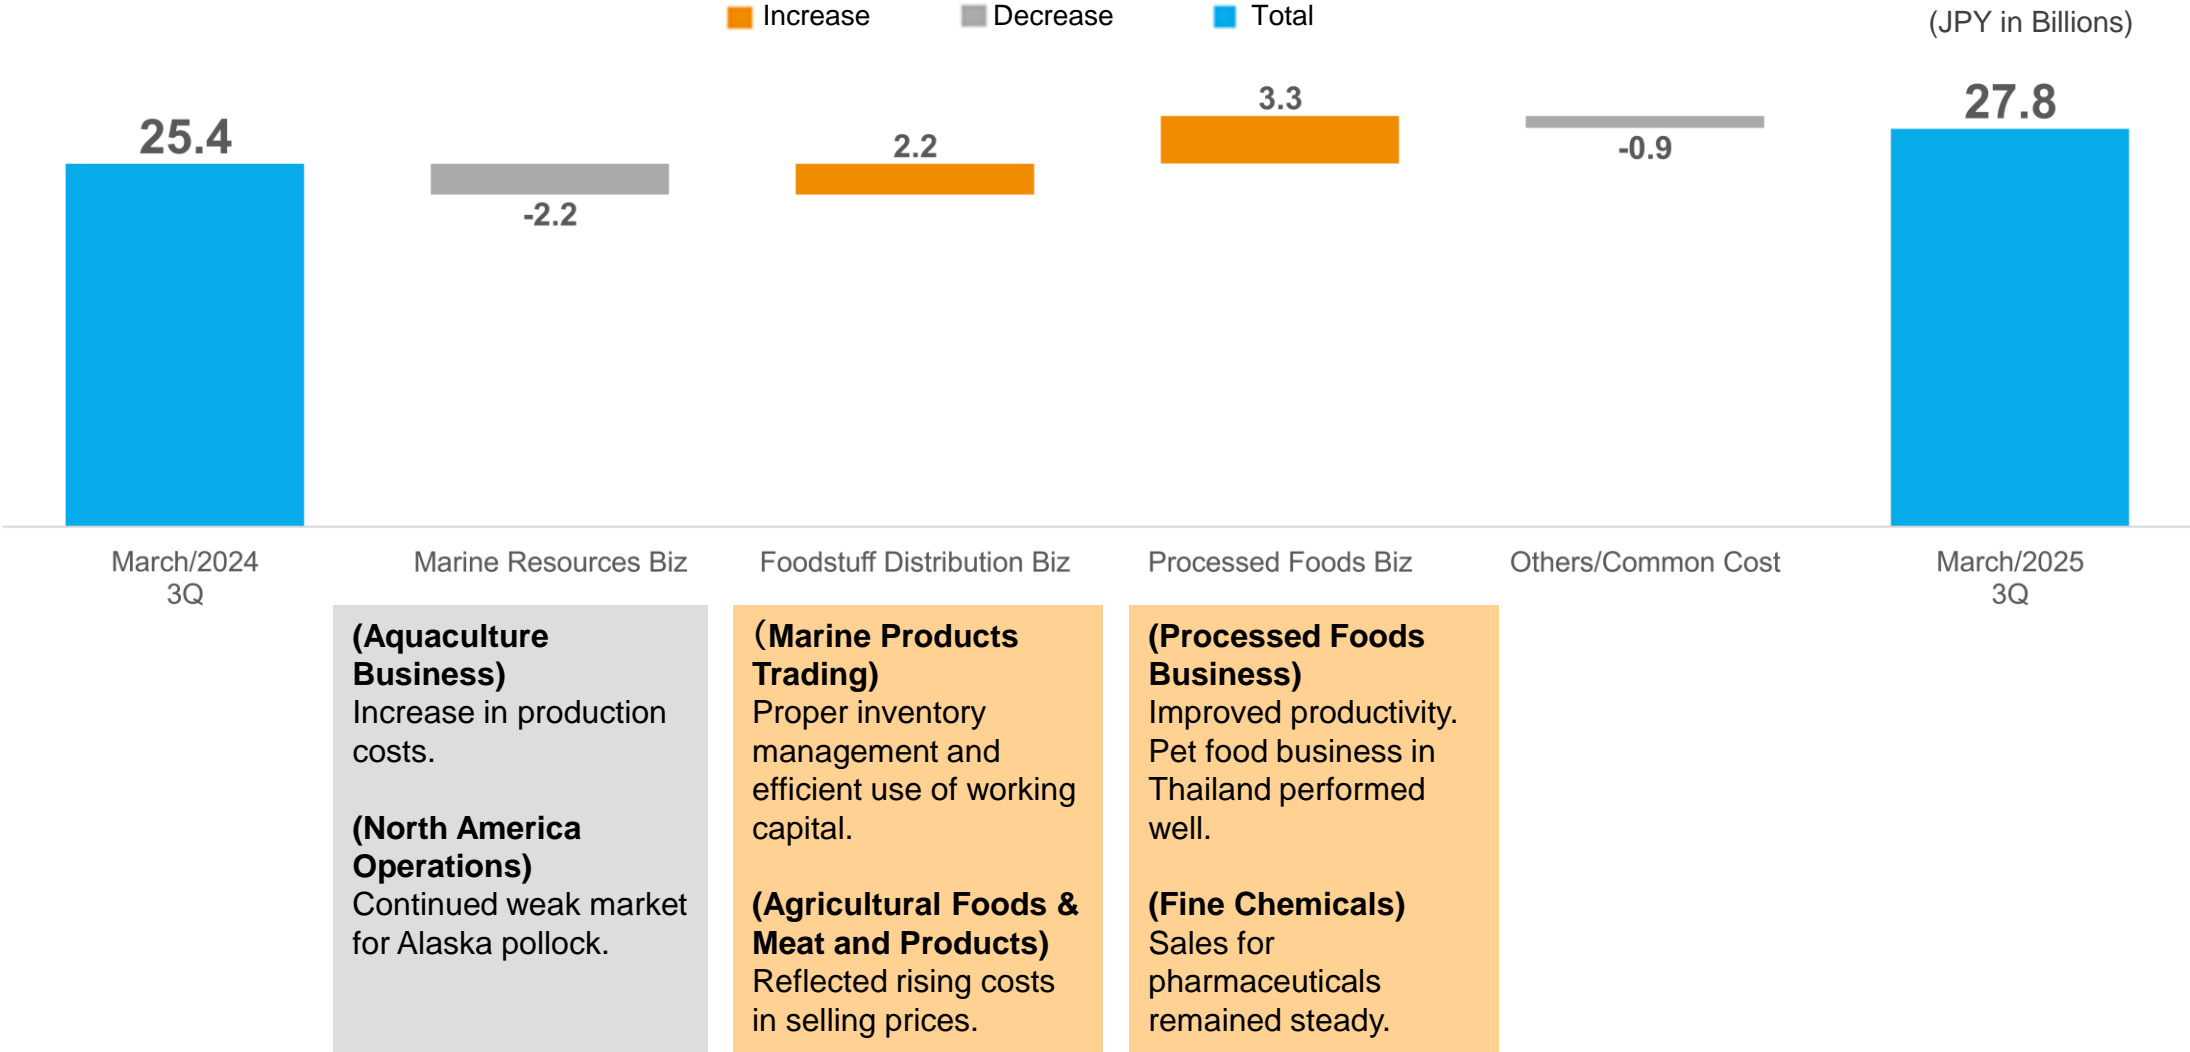 Increase
Decrease
Total
(JPY in Billions)
25.4
-2.2
2.2
3.3
-0.9
27.8
March/2024
3Q
Marine Resources Biz
Foodstuff Distribution Biz
Processed Foods Biz
Others/Common Cost
March/2025
3Q
(Aquaculture
Business)
Increase in production
costs.
(North America
Operations)
Continued weak market
for Alaska pollock.
（Marine Products
Trading)
Proper inventory
management and
efficient use of working
capital.
(Agricultural Foods &
Meat and Products)
Reflected rising costs
in selling prices.
(Processed Foods
Business)
Improved productivity.
Pet food business in
Thailand performed
well.
(Fine Chemicals)
Sales for
pharmaceuticals
remained steady.